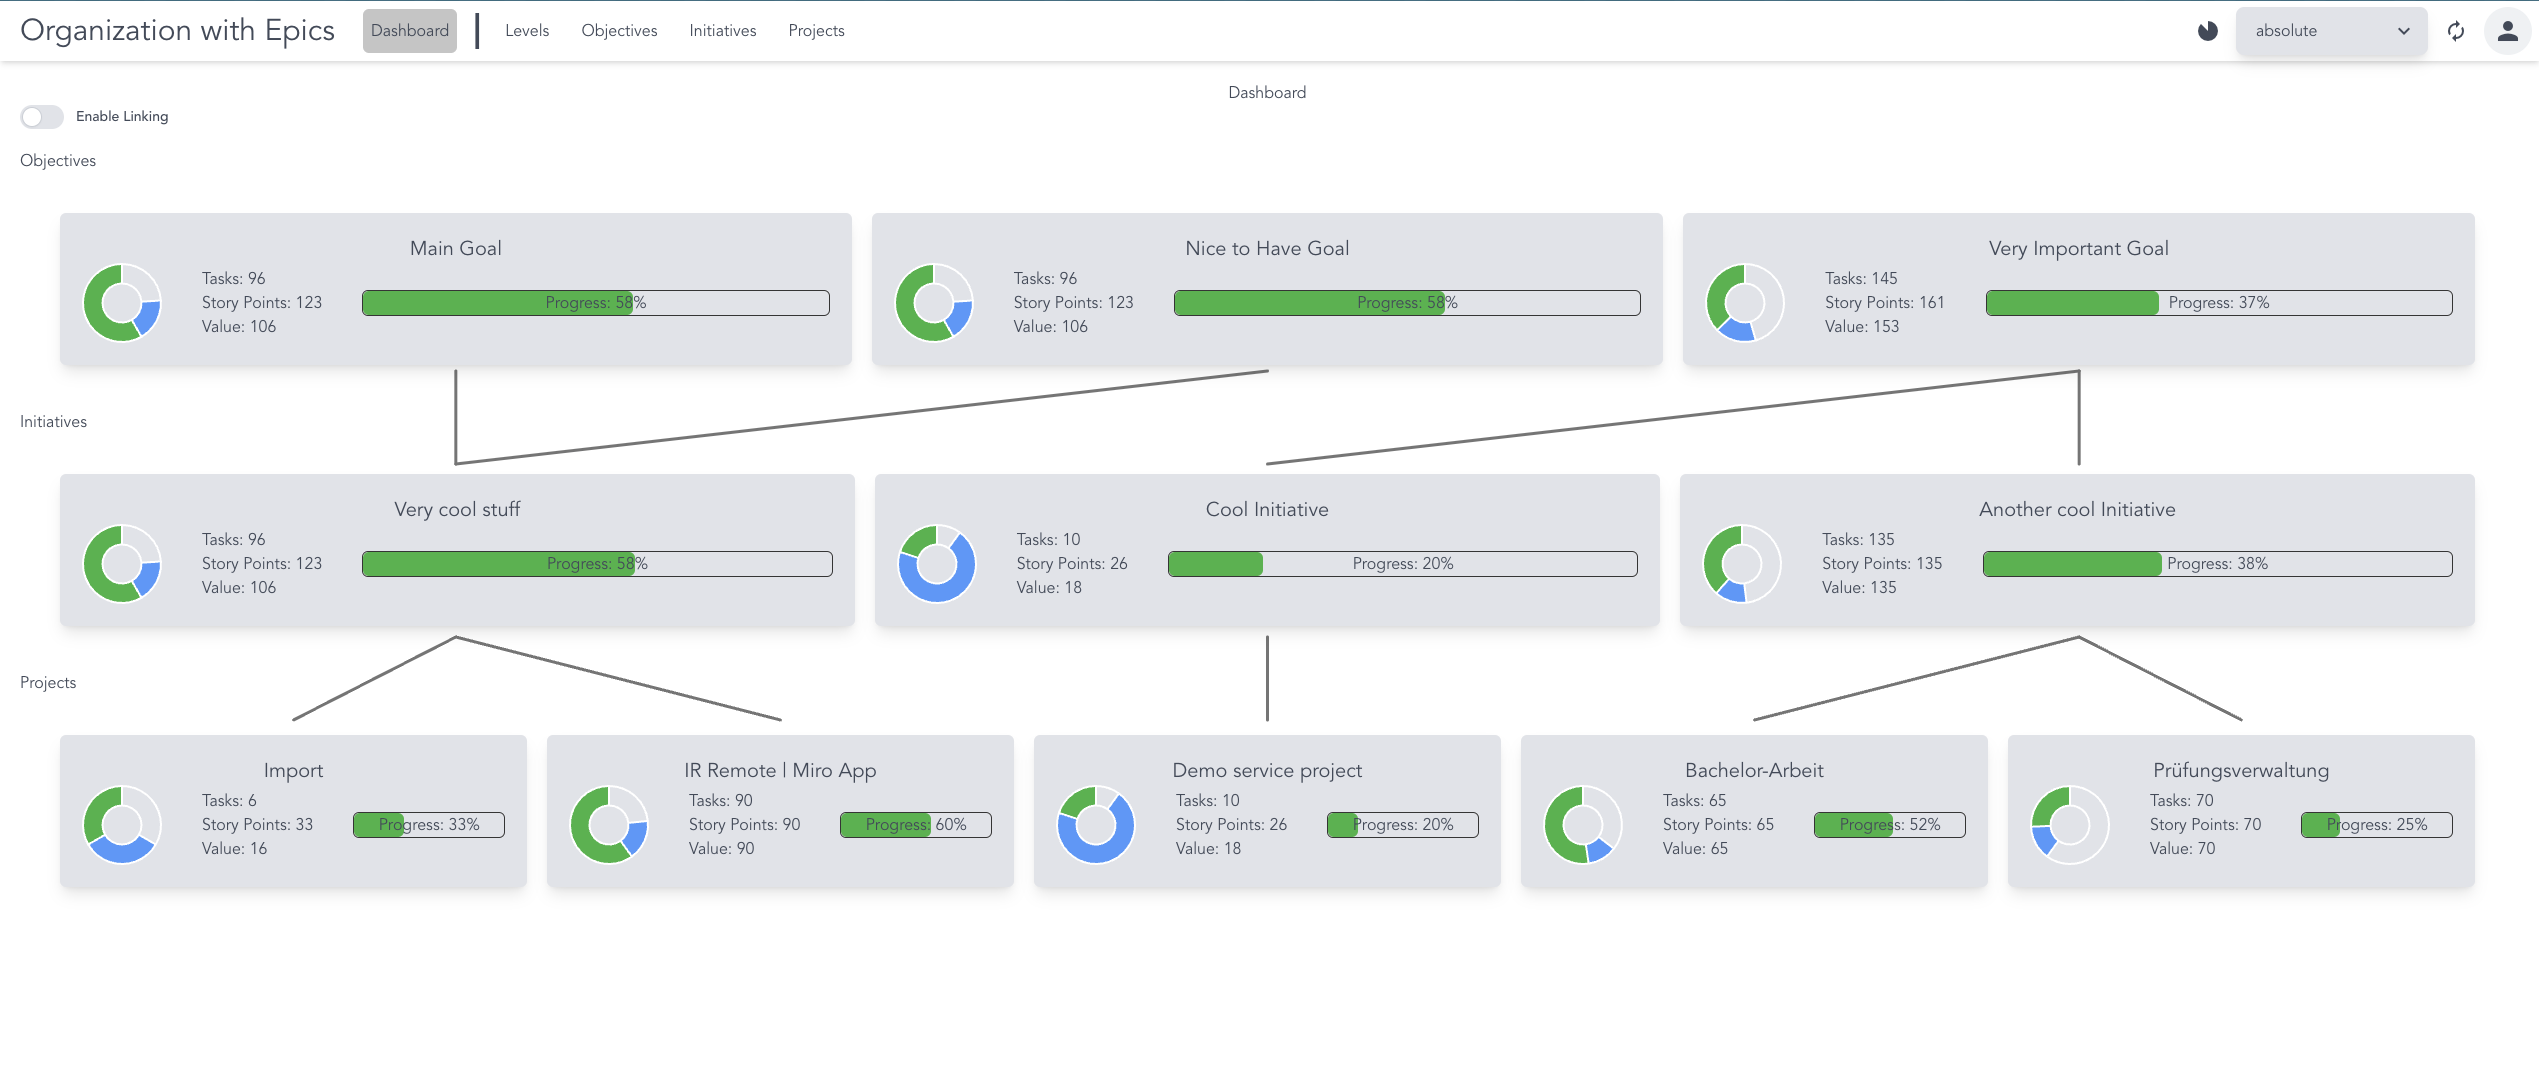 Organization with Epics
Dashboard
Levels
Objectives
Initiatives
Projects
absolute
Dashboard
Enable Linking
Objectives
Main Goal
Tasks: 96
Story Points: 123
Value: 106
Progress: 58%
Nice to Have Goal
Tasks: 96
Story Points: 123
Value: 106
Progress: 58%
Very Important Goal
Tasks: 145
Story Points: 161
Value: 153
Progress: 37%
Initiatives
Very cool stuff
Tasks: 96
Story Points: 123
Value: 106
Progress: 58%
Cool Initiative
Tasks: 10
Story Points: 26
Value: 18
Progress: 20%
Another cool Initiative
Tasks: 135
Story Points: 135
Value: 135
Progress: 38%
Projects
Import
Tasks: 6
Story Points: 33
Value: 16
Progress: 33%
IR Remote | Miro App
Tasks: 90
Story Points: 90
Value: 90
Progress: 60%
Demo service project
Tasks: 10
Story Points: 26
Value: 18
Progress: 20%
Bachelor-Arbeit
Tasks: 65
Story Points: 65
Value: 65
Progress: 52%
Prüfungsverwaltung
Tasks: 70
Story Points: 70
Value: 70
Progress: 25%